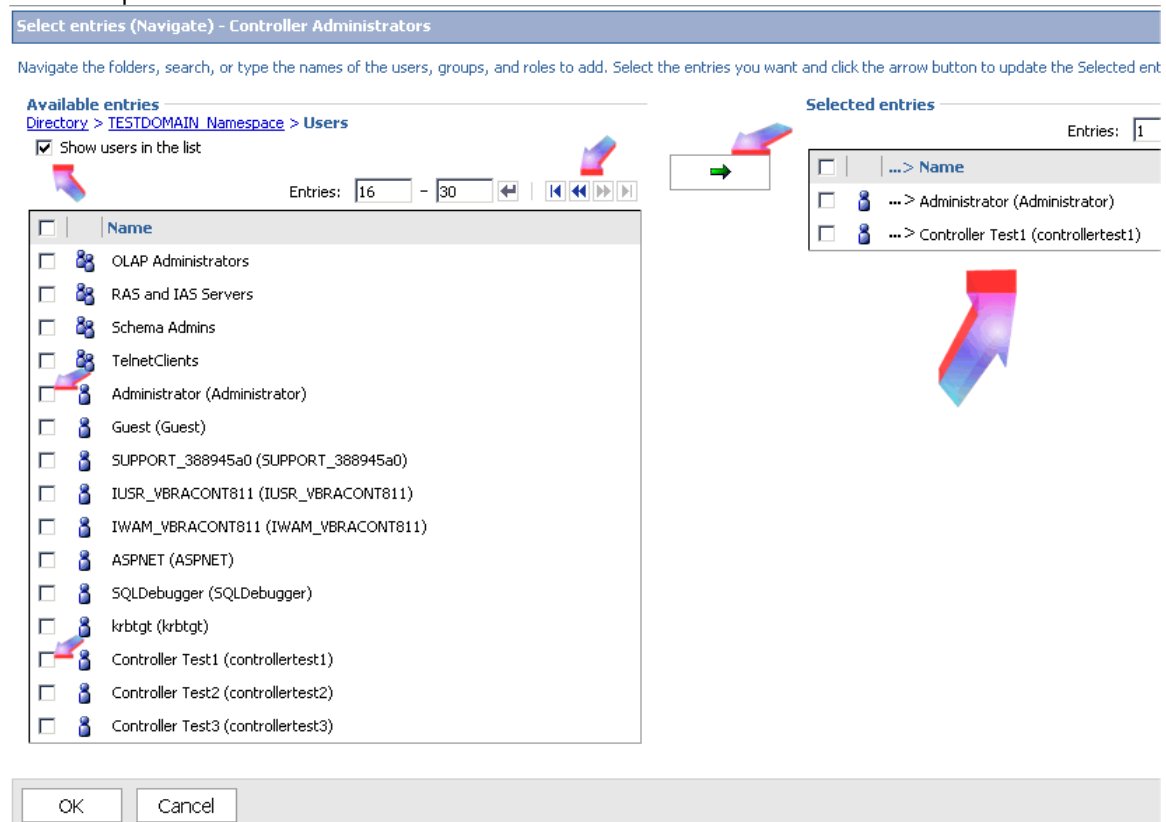 Select entries (Navigate) - Controller Administrators
Navigate the folders, search, or type the names of the users, groups, and roles to add. Select the entries you want and click the arrow button to update the Selected ent
Available entries
Directory > TESTDOMAIN_Namespace > Users
Show users in the list
Entries: 16 - 30
Name
OLAP Administrators
RAS and IAS Servers
Schema Admins
TelnetClients
Administrator (Administrator)
Guest (Guest)
SUPPORT_388945a0 (SUPPORT_388945a0)
IUSR_VBRACONT811 (IUSR_VBRACONT811)
IWAM_VBRACONT811 (IWAM_VBRACONT811)
ASPNET (ASPNET)
SQLDebugger (SQLDebugger)
krbtgt (krbtgt)
Controller Test1 (controllertest1)
Controller Test2 (controllertest2)
Controller Test3 (controllertest3)
Selected entries
Entries: 1
...> Name
...> Administrator (Administrator)
...> Controller Test1 (controllertest1)
OK Cancel